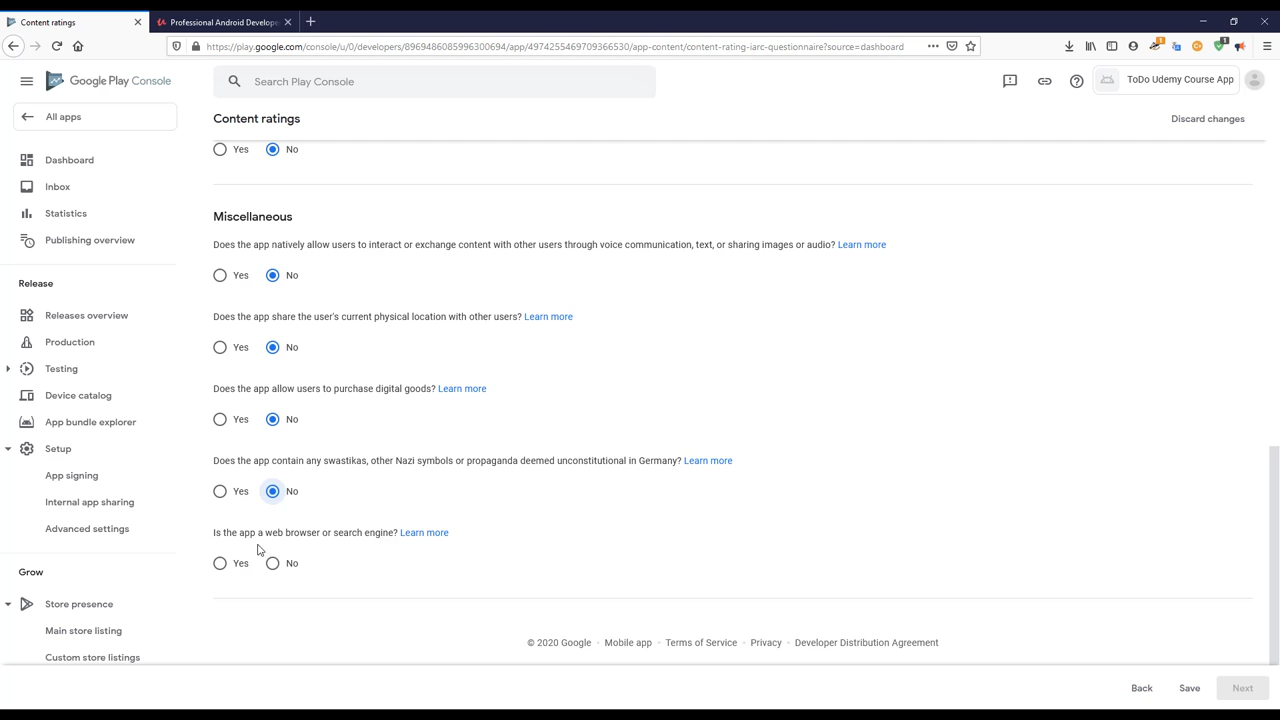 Content ratings
Professional Android Develope
https://play.google.com/console/u/0/developers/8969486085996300694/app/4974255469709366530/app-content/content-rating-iarc-questionnaire?source=dashboard
Google Play Console
Search Play Console
ToDo Udemy Course App
All apps
Content ratings
Discard changes
Yes No
Dashboard
Inbox
Statistics
Publishing overview
Release
Releases overview
Production
Testing
Device catalog
App bundle explorer
Setup
App signing
Internal app sharing
Advanced settings
Grow
Store presence
Main store listing
Custom store listings
Miscellaneous
Does the app natively allow users to interact or exchange content with other users through voice communication, text, or sharing images or audio? Learn more
Yes No
Does the app share the user's current physical location with other users? Learn more
Yes No
Does the app allow users to purchase digital goods? Learn more
Yes No
Does the app contain any swastikas, other Nazi symbols or propaganda deemed unconstitutional in Germany? Learn more
Yes No
Is the app a web browser or search engine? Learn more
Yes No
© 2020 Google · Mobile app · Terms of Service · Privacy · Developer Distribution Agreement
Back Save Next